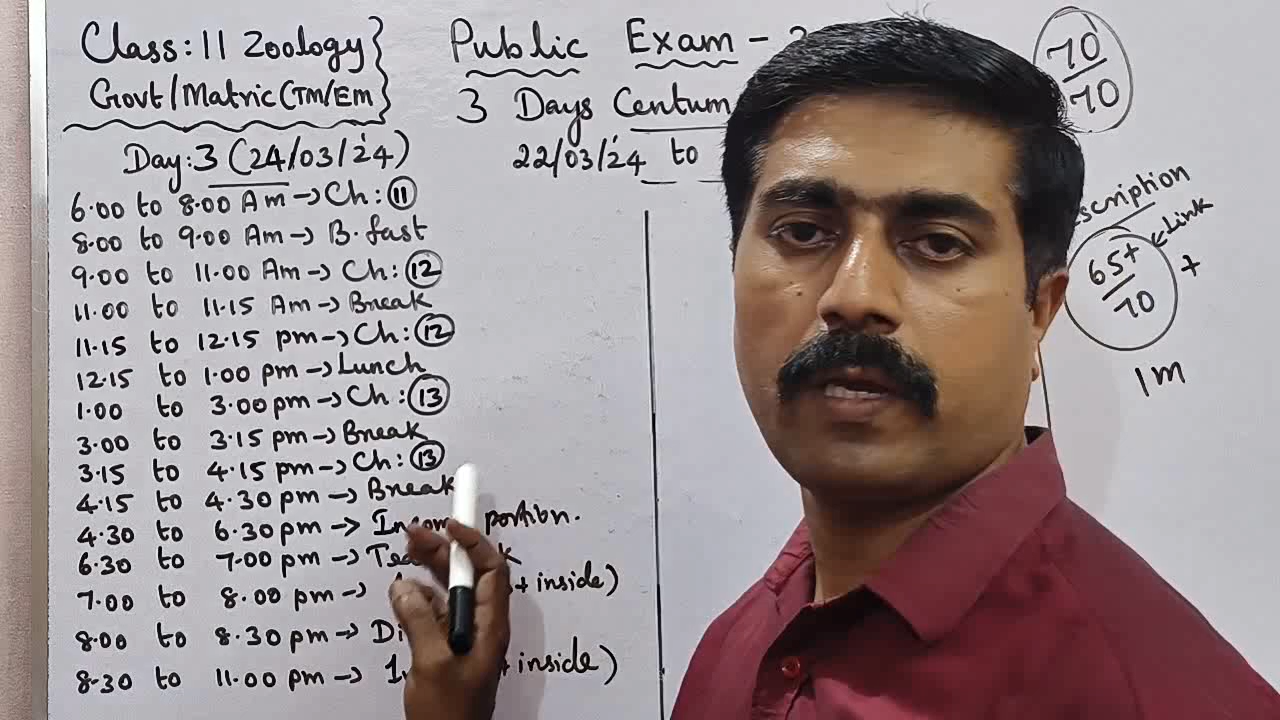 Class: 11 Zoology
Govt/Matric (TM/EM
Public Exam -
3 Days Centum
22/03/24 to
70/70
Day: 3 (24/03/24)
6.00 to 8.00 Am → Ch: 11
8.00 to 9.00 Am → B. fast
9.00 to 11.00 Am → Ch: 12
11.00 to 11.15 Am → Break
11.15 to 12.15 pm → Ch: 12
12.15 to 1.00 pm → Lunch
1.00 to 3.00 pm → Ch: 13
3.00 to 3.15 pm → Break
3.15 to 4.15 pm → Ch: 13
4.15 to 4.30 pm → Break
4.30 to 6.30 pm → portion.
6.30 to 7.00 pm →
7.00 to 8.00 pm → + inside)
8.00 to 8.30 pm →
8.30 to 11.00 pm → + inside)
scription
← Link
65+/70 +
1m